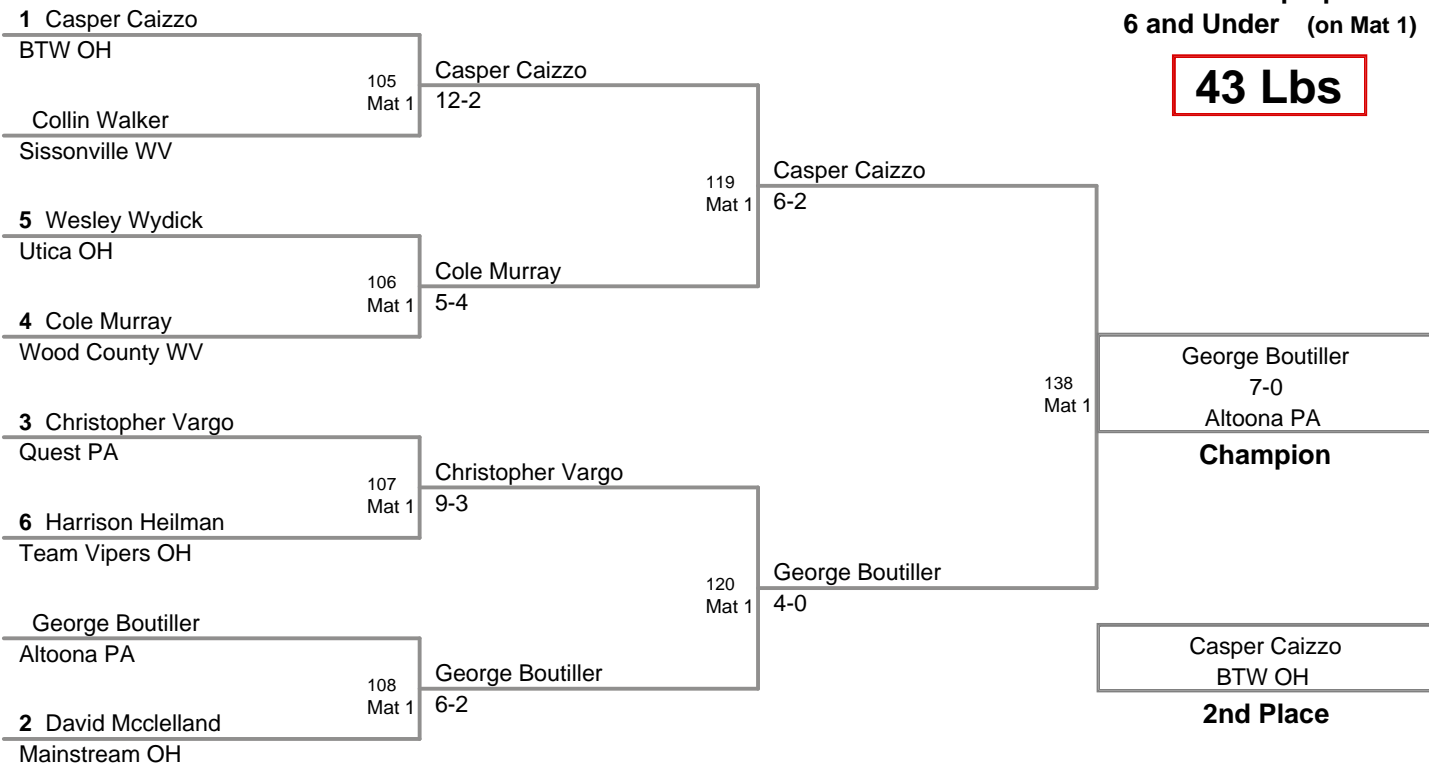 1 Casper Caizzo
BTW OH
105
Mat 1
Collin Walker
Sissonville WV
Casper Caizzo
12-2
5 Wesley Wydick
Utica OH
106
Mat 1
4 Cole Murray
Wood County WV
Cole Murray
5-4
119
Mat 1
Casper Caizzo
6-2
3 Christopher Vargo
Quest PA
107
Mat 1
6 Harrison Heilman
Team Vipers OH
Christopher Vargo
9-3
George Boutiller
Altoona PA
108
Mat 1
2 David Mcclelland
Mainstream OH
George Boutiller
6-2
120
Mat 1
George Boutiller
4-0
138
Mat 1
6 and Under (on Mat 1)
43 Lbs
George Boutiller
7-0
Altoona PA
Champion
Casper Caizzo
BTW OH
2nd Place